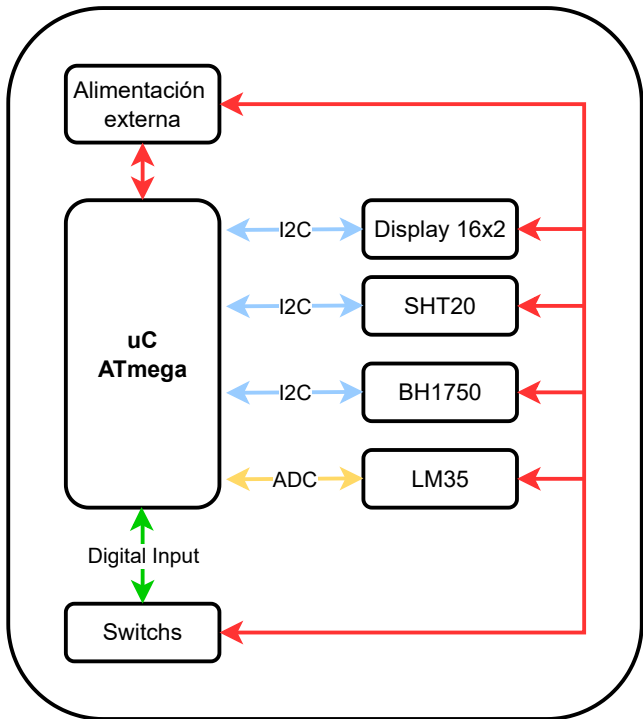 Alimentación
externa
I2C
Display 16x2
I2C
SHT20
uC
ATmega
I2C
BH1750
ADC
LM35
Digital Input
Switchs